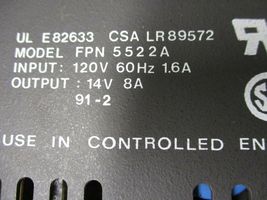 UL E82633 CSA LR89572
MODEL FPN 5522A
INPUT: 120V 60Hz 1.6A
OUTPUT: 14V 8A
91-2
USE IN CONTROLLED EN